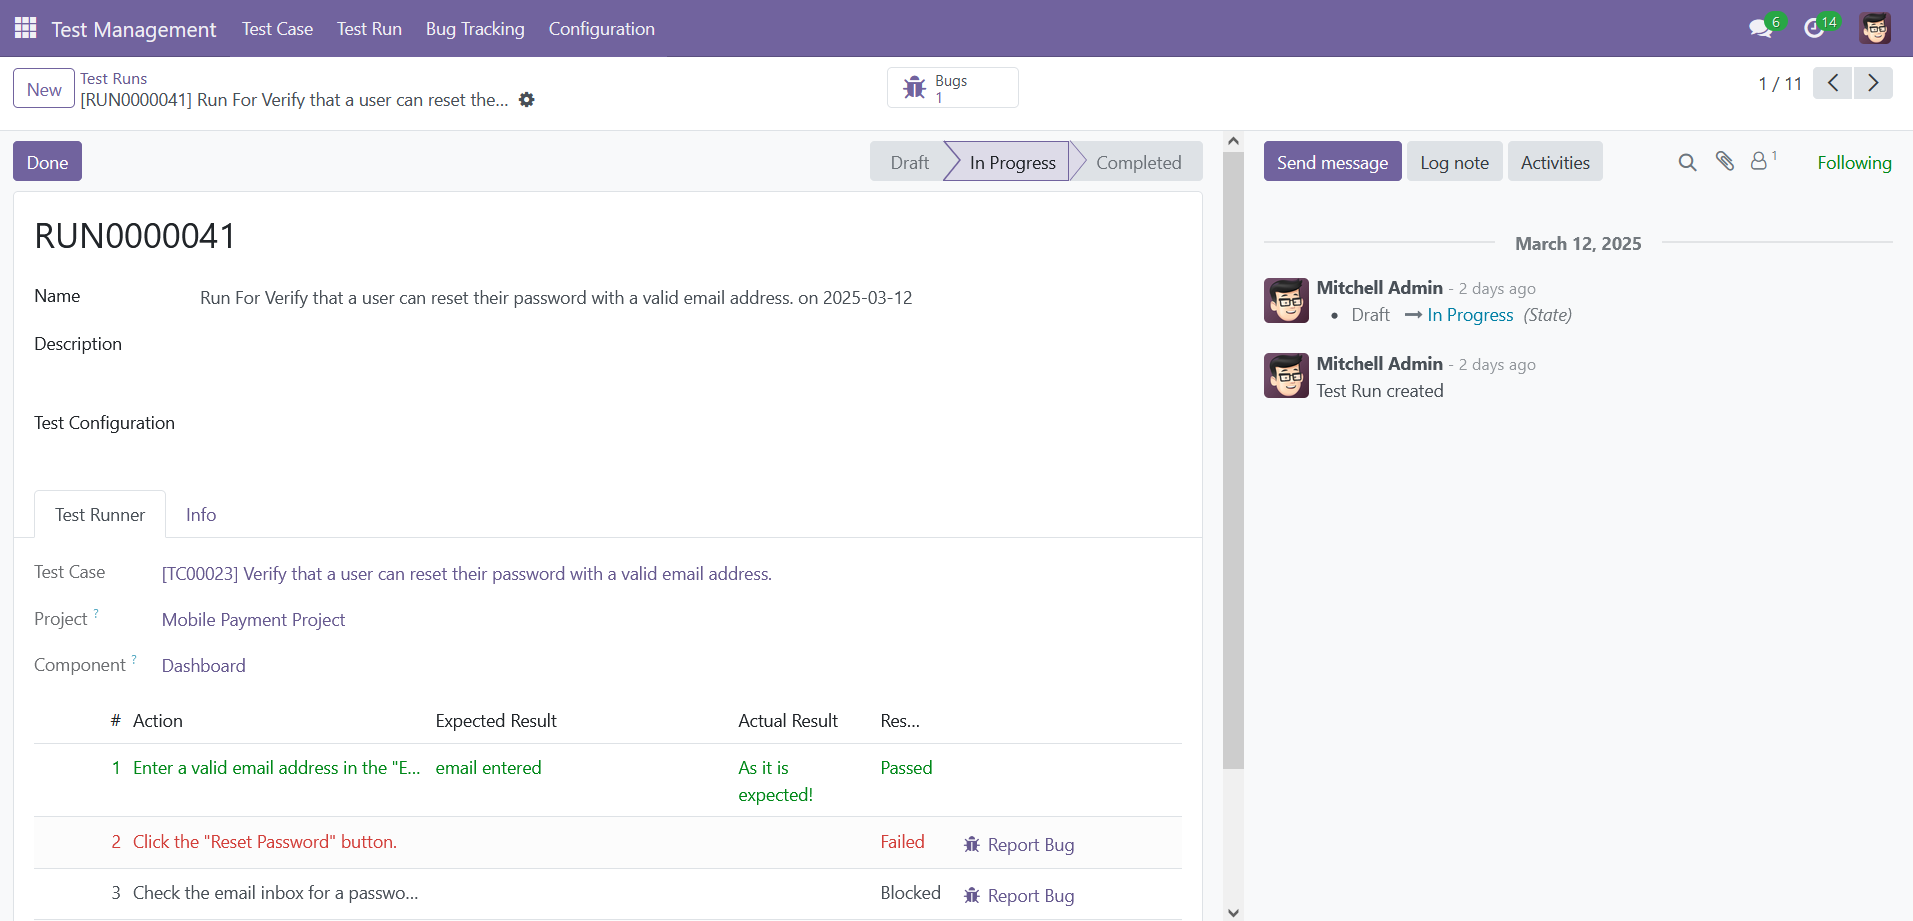 Test Management Test Case Test Run Bug Tracking Configuration 6 14
New Test Runs
[RUN0000041] Run For Verify that a user can reset the...
Bugs
1
1 / 11
Done Draft In Progress Completed
Send message Log note Activities 1 Following
RUN0000041
Name Run For Verify that a user can reset their password with a valid email address. on 2025-03-12
Description
Test Configuration
Test Runner Info
Test Case [TC00023] Verify that a user can reset their password with a valid email address.
Project ? Mobile Payment Project
Component ? Dashboard
# Action Expected Result Actual Result Res...
1 Enter a valid email address in the "E... email entered As it is expected! Passed
2 Click the "Reset Password" button. Failed Report Bug
3 Check the email inbox for a passwo... Blocked Report Bug
March 12, 2025
Mitchell Admin - 2 days ago
• Draft → In Progress (State)
Mitchell Admin - 2 days ago
Test Run created